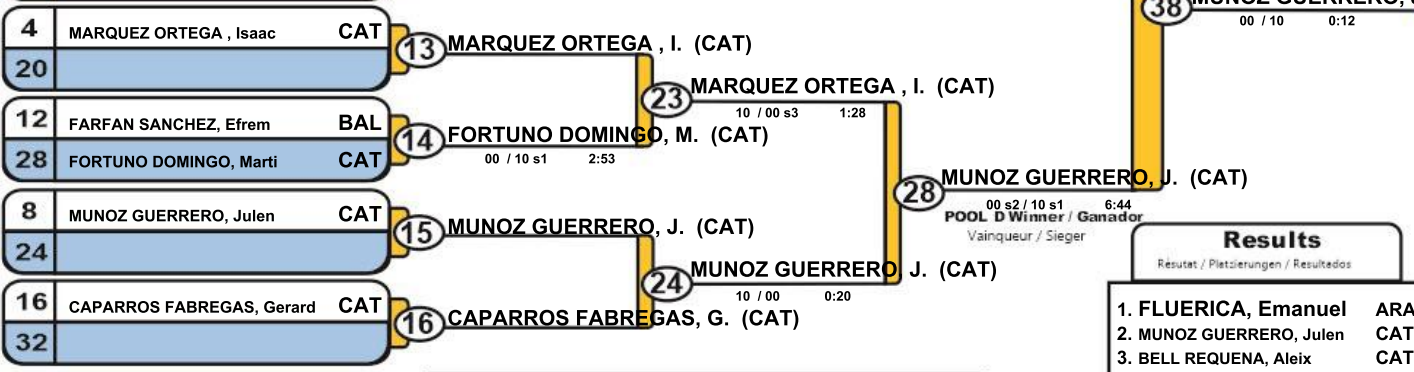 4 MARQUEZ ORTEGA , Isaac CAT
20
13 MARQUEZ ORTEGA , I. (CAT)
12 FARFAN SANCHEZ, Efrem BAL
28 FORTUNO DOMINGO, Marti CAT
14 FORTUNO DOMINGO, M. (CAT)
00 / 10 s1 2:53
8 MUNOZ GUERRERO, Julen CAT
24
15 MUNOZ GUERRERO, J. (CAT)
16 CAPARROS FABREGAS, Gerard CAT
32
16 CAPARROS FABREGAS, G. (CAT)
23 MARQUEZ ORTEGA , I. (CAT)
10 / 00 s3 1:28
24 MUNOZ GUERRERO, J. (CAT)
10 / 00 0:20
28 MUNOZ GUERRERO, J. (CAT)
00 s2 / 10 s1 6:44
POOL D Winner / Ganador
Vainqueur / Sieger
38 MUNOZ GUERRERO,
00 / 10 0:12
Results
Résutat / Platzierungen / Resultados
1. FLUERICA, Emanuel ARA
2. MUNOZ GUERRERO, Julen CAT
3. BELL REQUENA, Aleix CAT